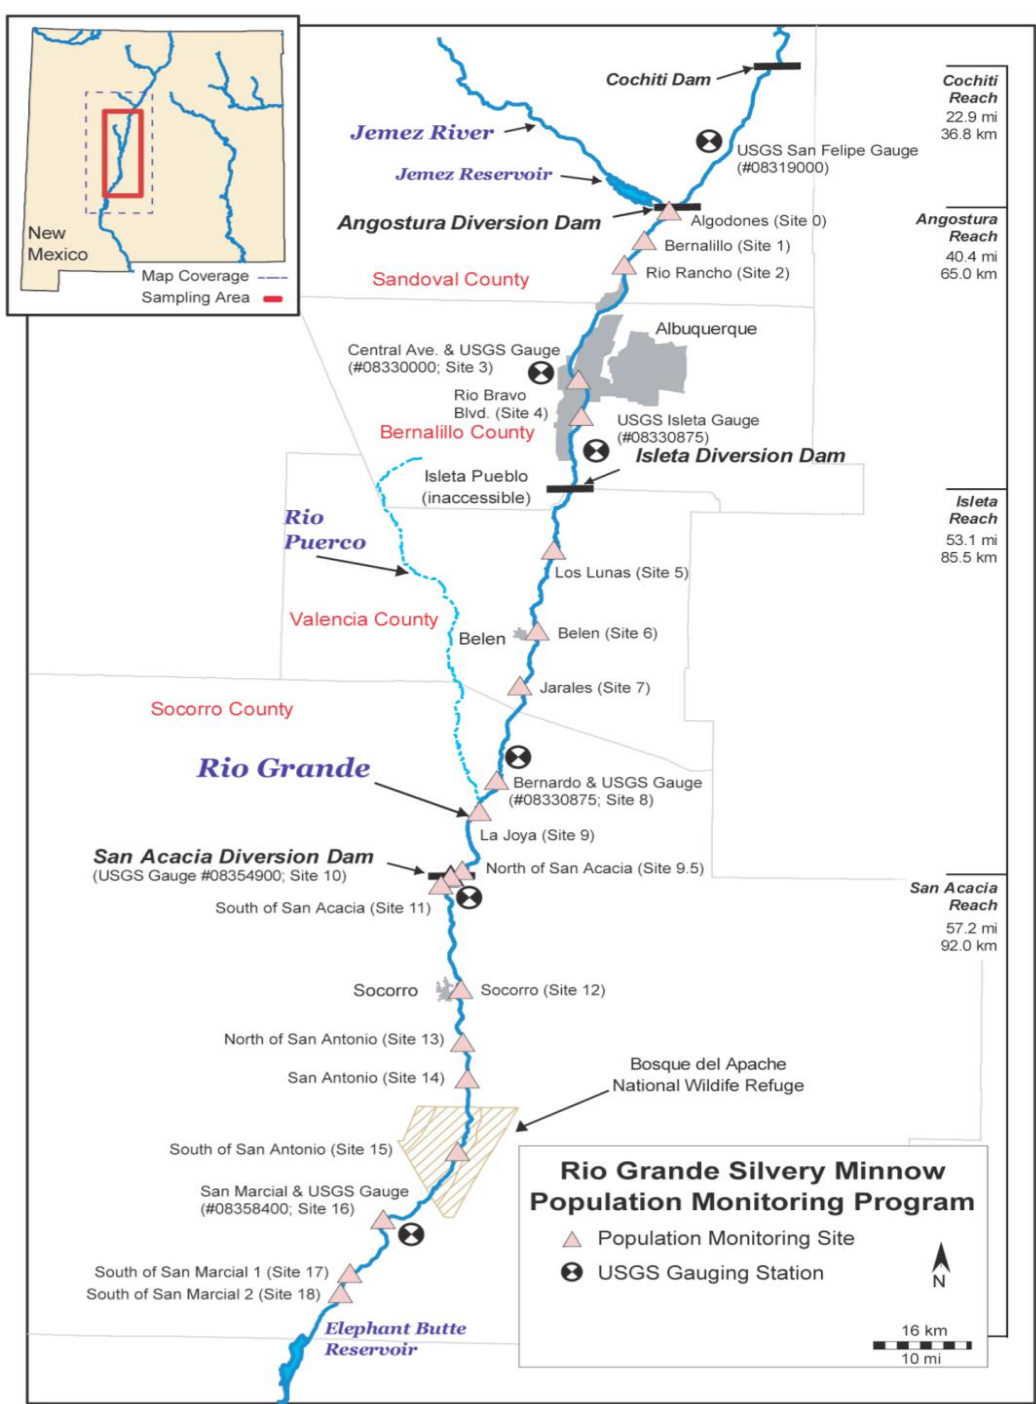 New
Mexico
Map Coverage
Sampling Area
Cochiti Dam
Cochiti
Reach
22.9 mi
36.8 km
Jemez River
USGS San Felipe Gauge
(#08319000)
Jemez Reservoir
Angostura Diversion Dam
Algodones (Site 0)
Angostura
Reach
40.4 mi
65.0 km
Bernalillo (Site 1)
Rio Rancho (Site 2)
Sandoval County
Albuquerque
Central Ave. & USGS Gauge
(#08330000; Site 3)
Rio Bravo
Blvd. (Site 4)
USGS Isleta Gauge
(#08330875)
Bernalillo County
Isleta Diversion Dam
Isleta Pueblo
(inaccessible)
Isleta
Reach
53.1 mi
85.5 km
Rio
Puerco
Los Lunas (Site 5)
Valencia County
Belen
Belen (Site 6)
Jarales (Site 7)
Socorro County
Rio Grande
Bernardo & USGS Gauge
(#08330875; Site 8)
La Joya (Site 9)
San Acacia Diversion Dam
(USGS Gauge #08354900; Site 10)
North of San Acacia (Site 9.5)
South of San Acacia (Site 11)
San Acacia
Reach
57.2 mi
92.0 km
Socorro
Socorro (Site 12)
North of San Antonio (Site 13)
San Antonio (Site 14)
Bosque del Apache
National Wildlife Refuge
South of San Antonio (Site 15)
San Marcial & USGS Gauge
(#08358400; Site 16)
South of San Marcial 1 (Site 17)
South of San Marcial 2 (Site 18)
Elephant Butte
Reservoir
Rio Grande Silvery Minnow
Population Monitoring Program
Population Monitoring Site
USGS Gauging Station
N
16 km
10 mi